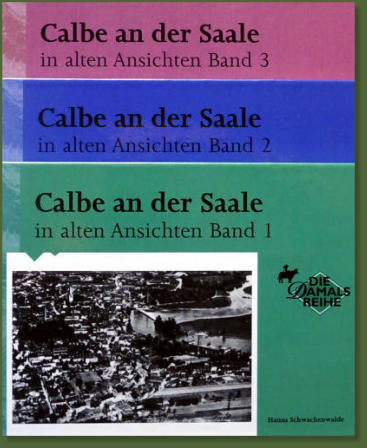 Calbe an der Saale
in alten Ansichten Band 3
Calbe an der Saale
in alten Ansichten Band 2
Calbe an der Saale
in alten Ansichten Band 1
DIE
DAMALS
REIHE
Hanna Schwachenwalde